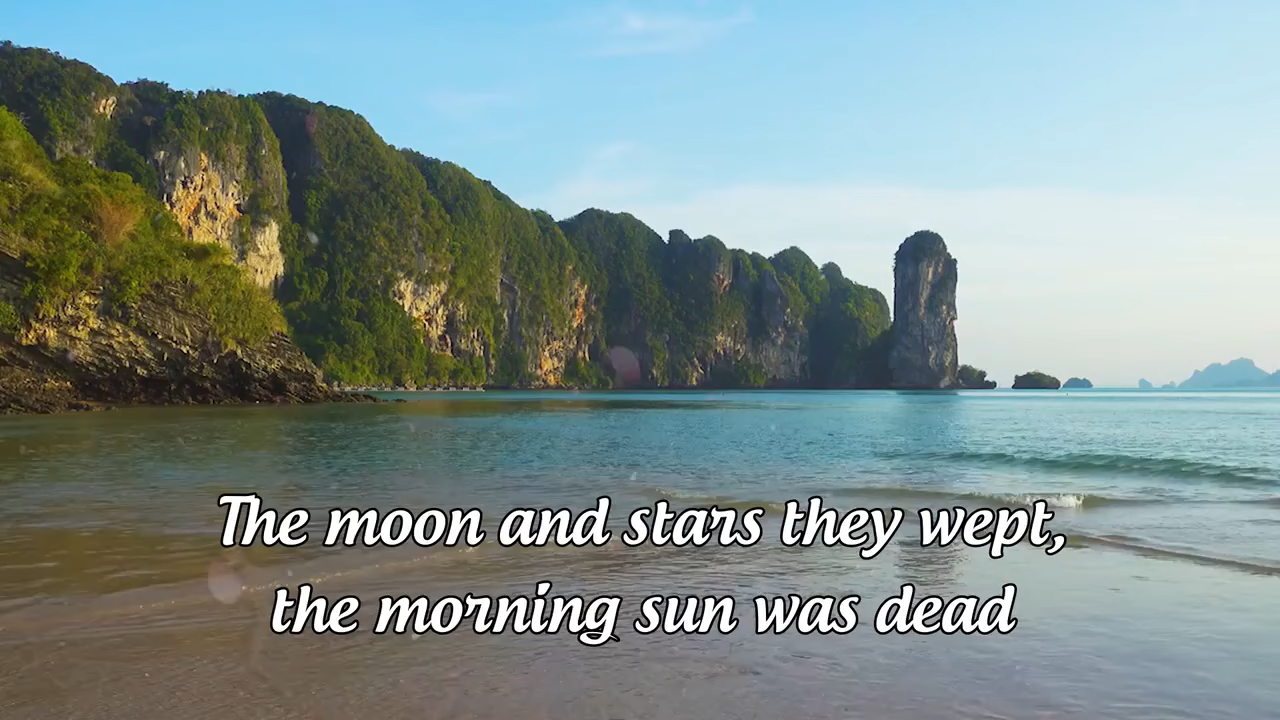 The moon and stars they wept,
the morning sun was dead